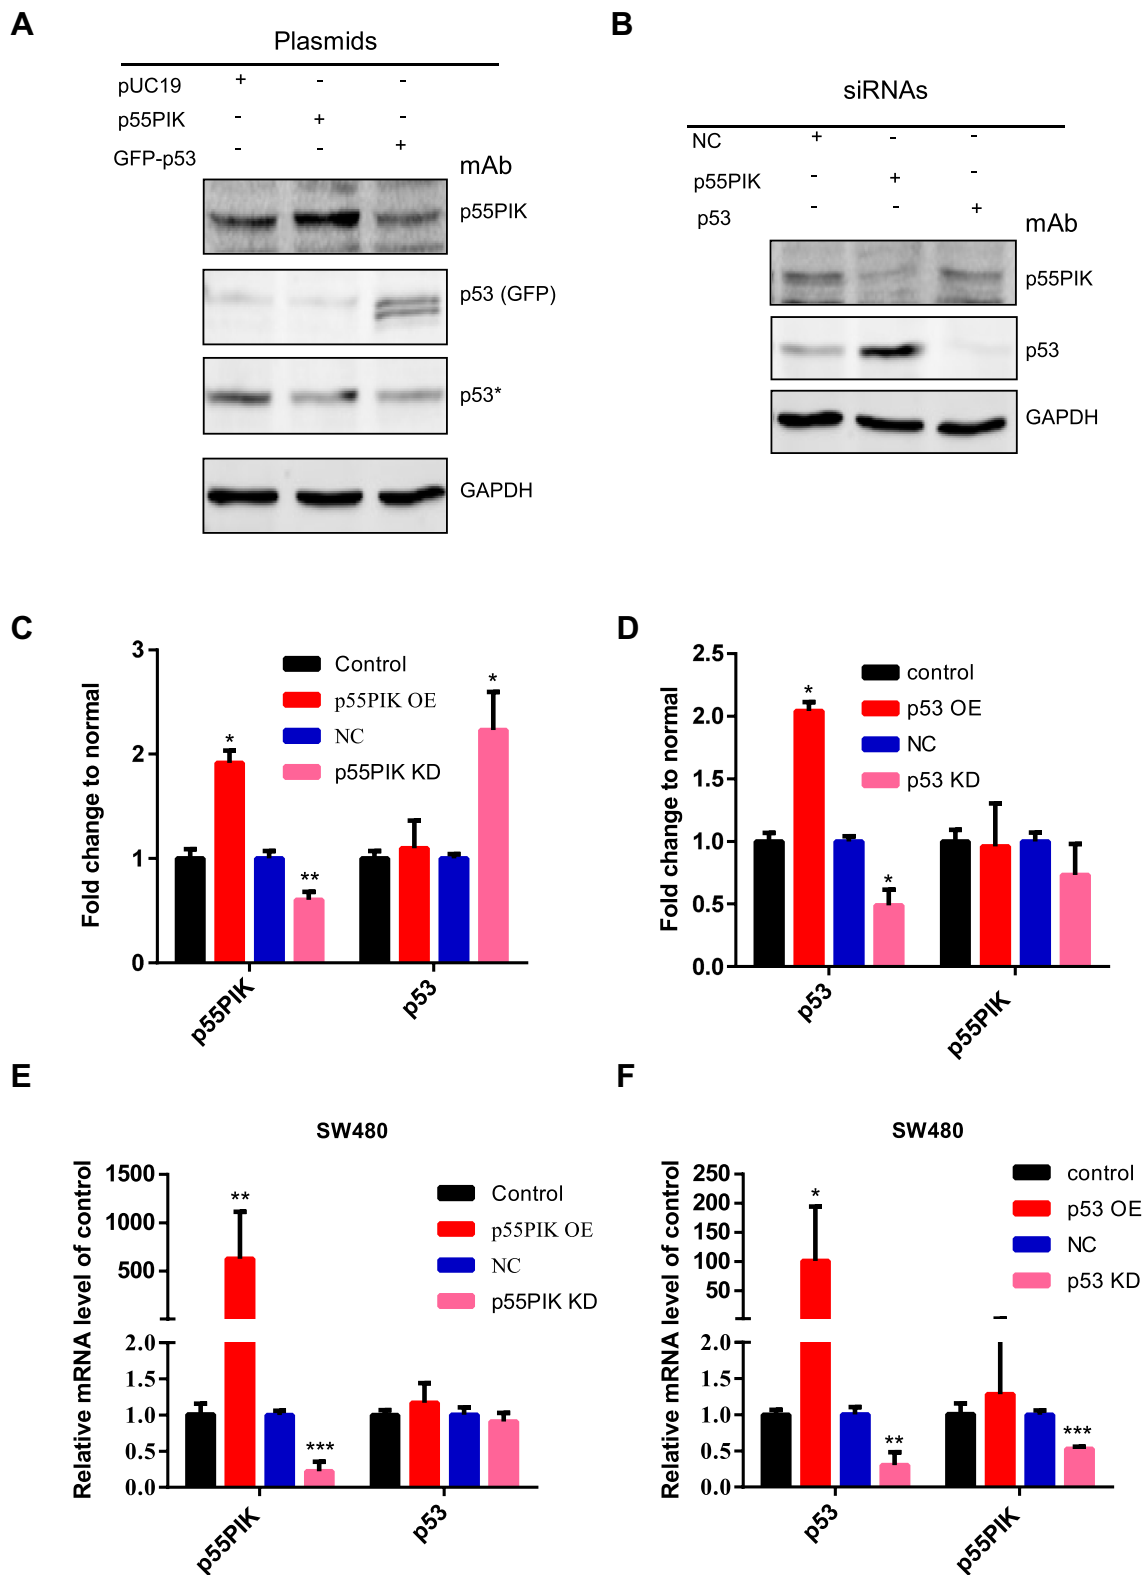 A
Plasmids
pUC19 + - -
p55PIK - + -
GFP-p53 - - +
mAb
p55PIK
p53 (GFP)
p53*
GAPDH
B
siRNAs
NC + - -
p55PIK - + -
p53 - - +
mAb
p55PIK
p53
GAPDH
C
Fold change to normal
3
2
1
0
Control
p55PIK OE
NC
p55PIK KD
*
**
*
p55PIK
p53
D
Fold change to normal
2.5
2.0
1.5
1.0
0.5
0.0
control
p53 OE
NC
p53 KD
*
*
p53
p55PIK
E
SW480
Relative mRNA level of control
1500
1000
500
2.0
1.5
1.0
0.5
0.0
Control
p55PIK OE
NC
p55PIK KD
**
***
p55PIK
p53
F
SW480
Relative mRNA level of control
250
200
150
100
50
2.0
1.5
1.0
0.5
0.0
control
p53 OE
NC
p53 KD
*
**
***
p53
p55PIK